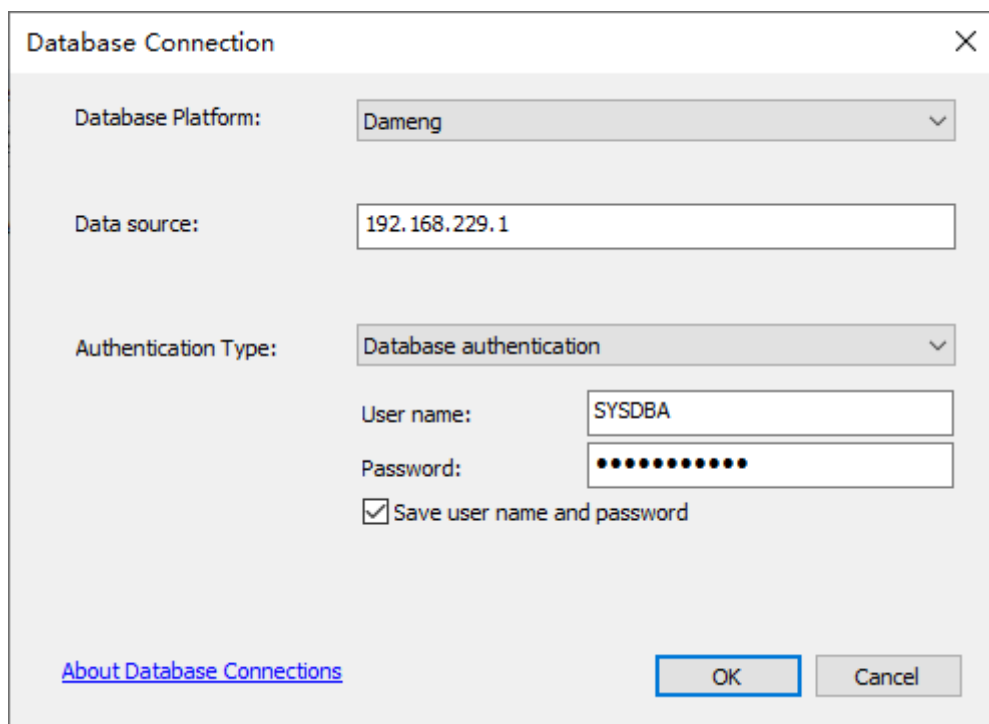 Database Connection
Database Platform:
Dameng
Data source:
192.168.229.1
Authentication Type:
Database authentication
User name:
SYSDBA
Password:
●●●●●●●●●●●
Save user name and password
About Database Connections
OK
Cancel